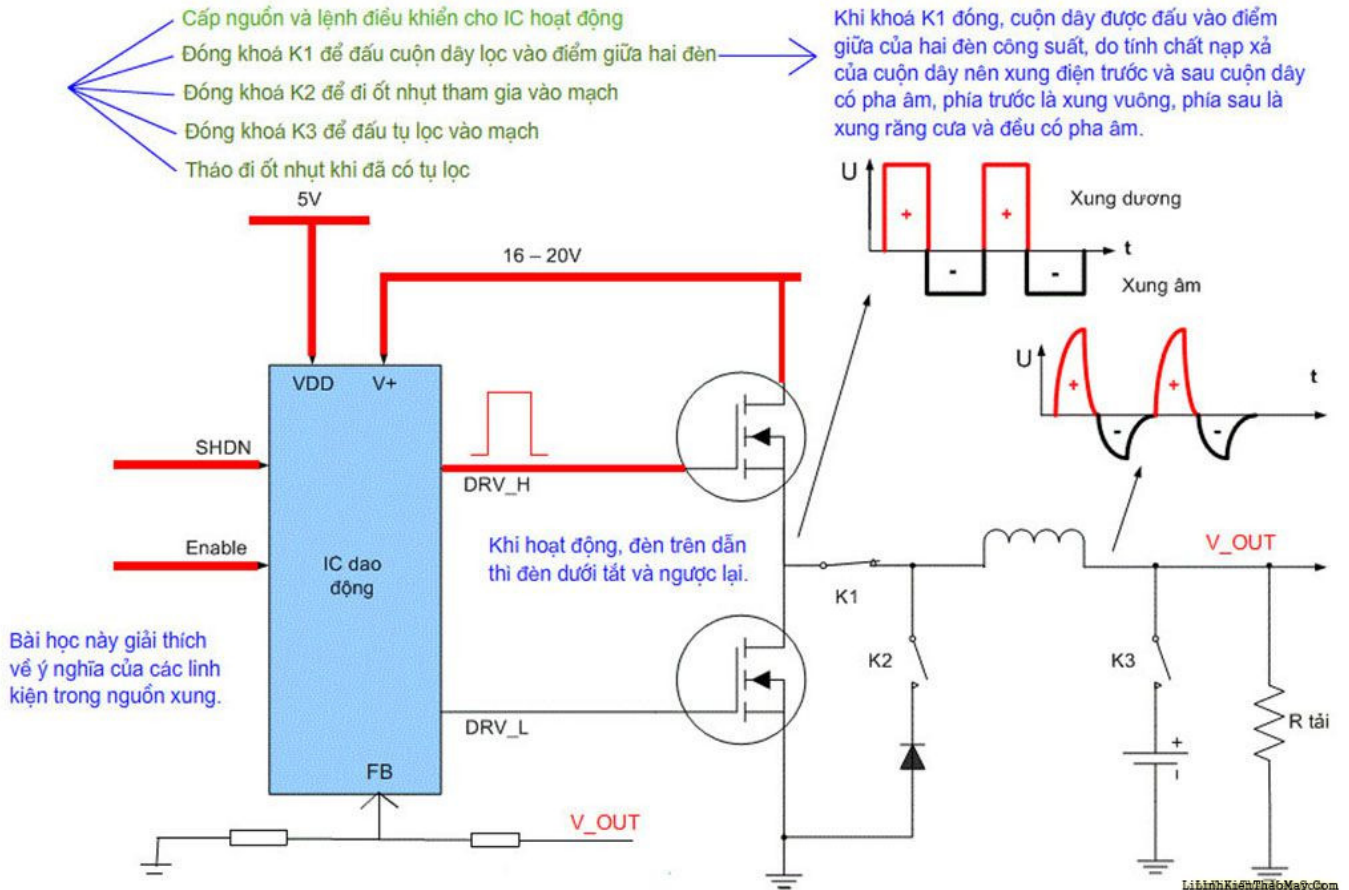 Cấp nguồn và lệnh điều khiển cho IC hoạt động
Đóng khoá K1 để đấu cuộn dây lọc vào điểm giữa hai đèn
Đóng khoá K2 để đi ốt nhụt tham gia vào mạch
Đóng khoá K3 để đấu tụ lọc vào mạch
Tháo đi ốt nhụt khi đã có tụ lọc
Khi khoá K1 đóng, cuộn dây được đấu vào điểm
giữa của hai đèn công suất, do tính chất nạp xả
của cuộn dây nên xung điện trước và sau cuộn dây
có pha âm, phía trước là xung vuông, phía sau là
xung răng cưa và đều có pha âm.
U
+
+
Xung dương
t
-
-
Xung âm
U
+
+
t
-
-
5V
16 – 20V
VDD
V+
SHDN
DRV_H
Enable
IC dao
động
Khi hoạt động, đèn trên dẫn
thì đèn dưới tắt và ngược lại.
V_OUT
K1
K2
K3
Bài học này giải thích
về ý nghĩa của các linh
kiện trong nguồn xung.
DRV_L
R tải
+
-
FB
V_OUT